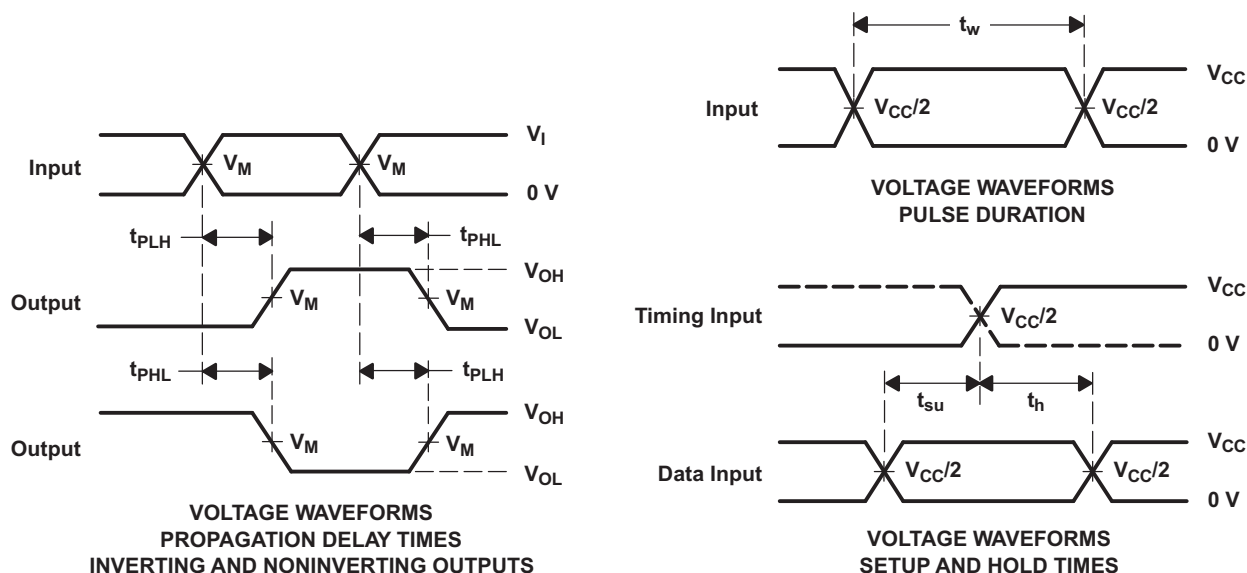 Input
V_M
V_M
V_I
0 V
t_PLH
t_PHL
Output
V_M
V_M
V_OH
V_OL
t_PHL
t_PLH
Output
V_M
V_M
V_OH
V_OL
VOLTAGE WAVEFORMS
PROPAGATION DELAY TIMES
INVERTING AND NONINVERTING OUTPUTS
t_w
Input
V_CC/2
V_CC/2
V_CC
0 V
VOLTAGE WAVEFORMS
PULSE DURATION
Timing Input
V_CC/2
V_CC
0 V
t_su
t_h
Data Input
V_CC/2
V_CC/2
V_CC
0 V
VOLTAGE WAVEFORMS
SETUP AND HOLD TIMES